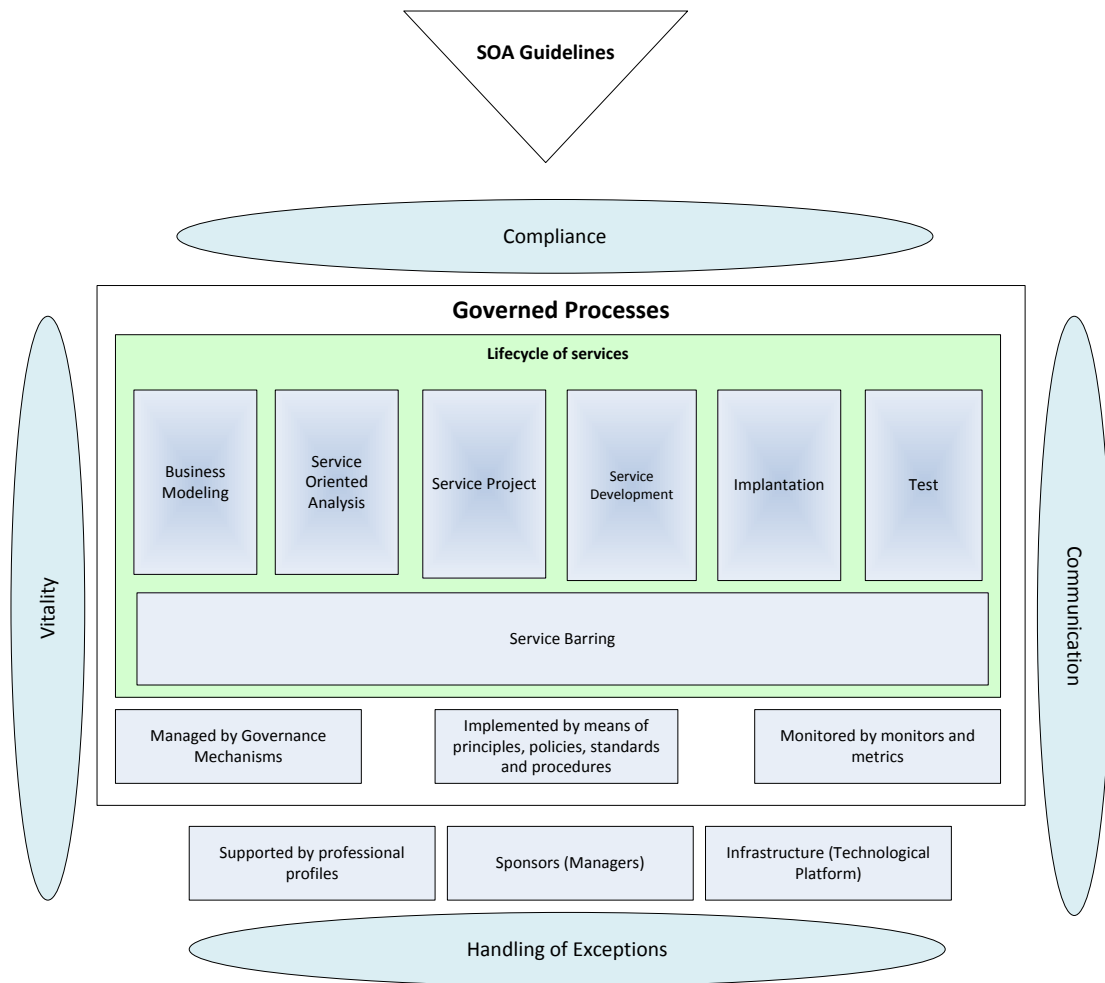 SOA Guidelines
Compliance
Governed Processes
Lifecycle of services
Business
Modeling
Service
Oriented
Analysis
Service Project
Service
Development
Implantation
Test
Service Barring
Vitality
Communication
Managed by Governance
Mechanisms
Implemented by means of
principles, policies, standards
and procedures
Monitored by monitors and
metrics
Supported by professional
profiles
Sponsors (Managers)
Infrastructure (Technological
Platform)
Handling of Exceptions